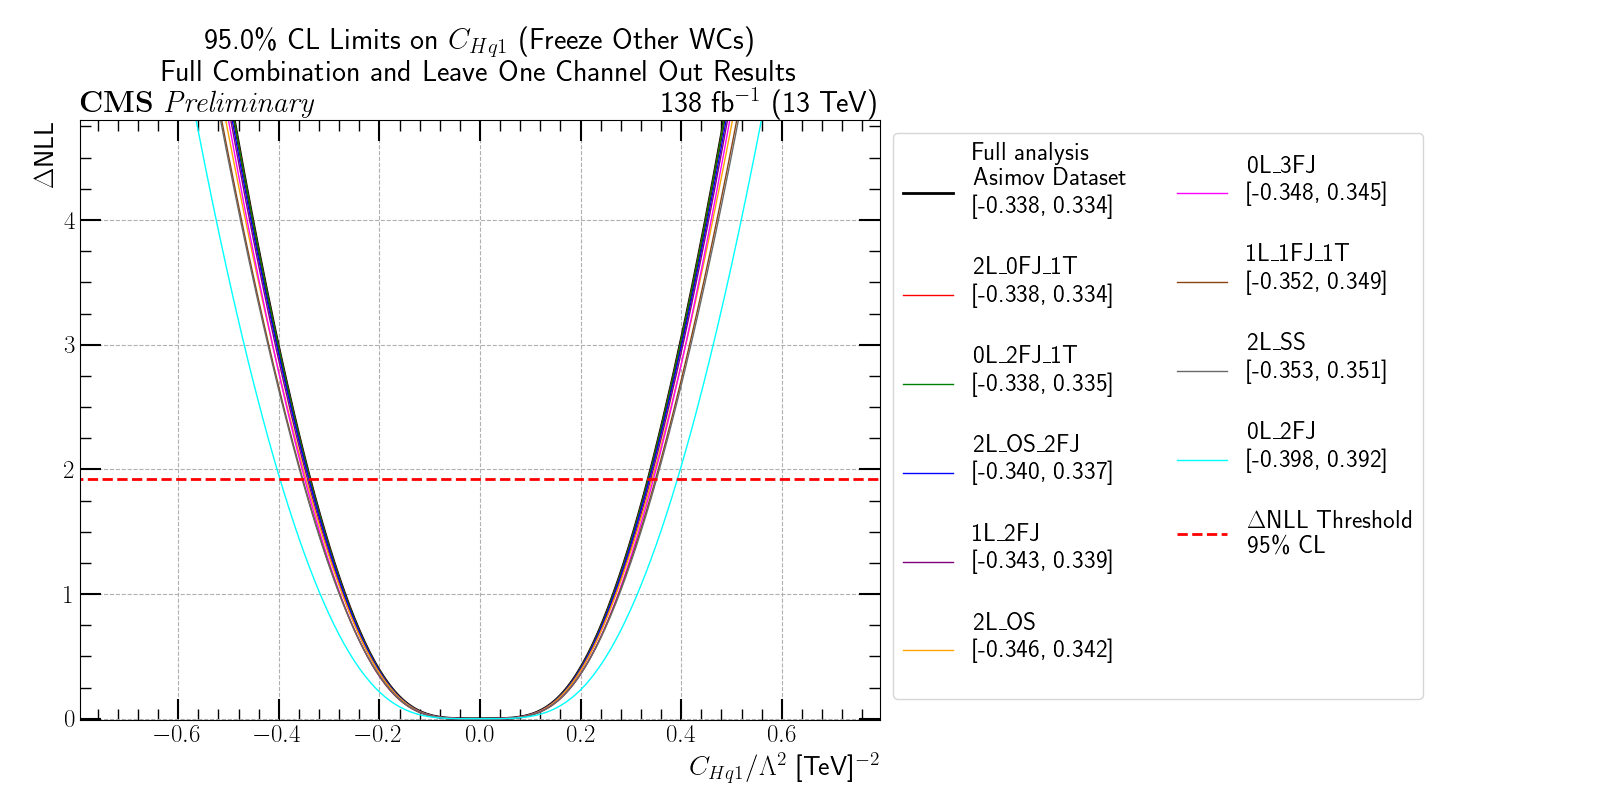 95.0% CL Limits on C_{Hq1} (Freeze Other WCs)
Full Combination and Leave One Channel Out Results
CMS Preliminary
138 fb^{-1} (13 TeV)
ΔNLL
4
3
2
1
0
−0.6
−0.4
−0.2
0.0
0.2
0.4
0.6
C_{Hq1}/Λ^2 [TeV]^{−2}
Full analysis
Asimov Dataset
[-0.338, 0.334]
2L_0FJ_1T
[-0.338, 0.334]
0L_2FJ_1T
[-0.338, 0.335]
2L_OS_2FJ
[-0.340, 0.337]
1L_2FJ
[-0.343, 0.339]
2L_OS
[-0.346, 0.342]
0L_3FJ
[-0.348, 0.345]
1L_1FJ_1T
[-0.352, 0.349]
2L_SS
[-0.353, 0.351]
0L_2FJ
[-0.398, 0.392]
ΔNLL Threshold
95% CL